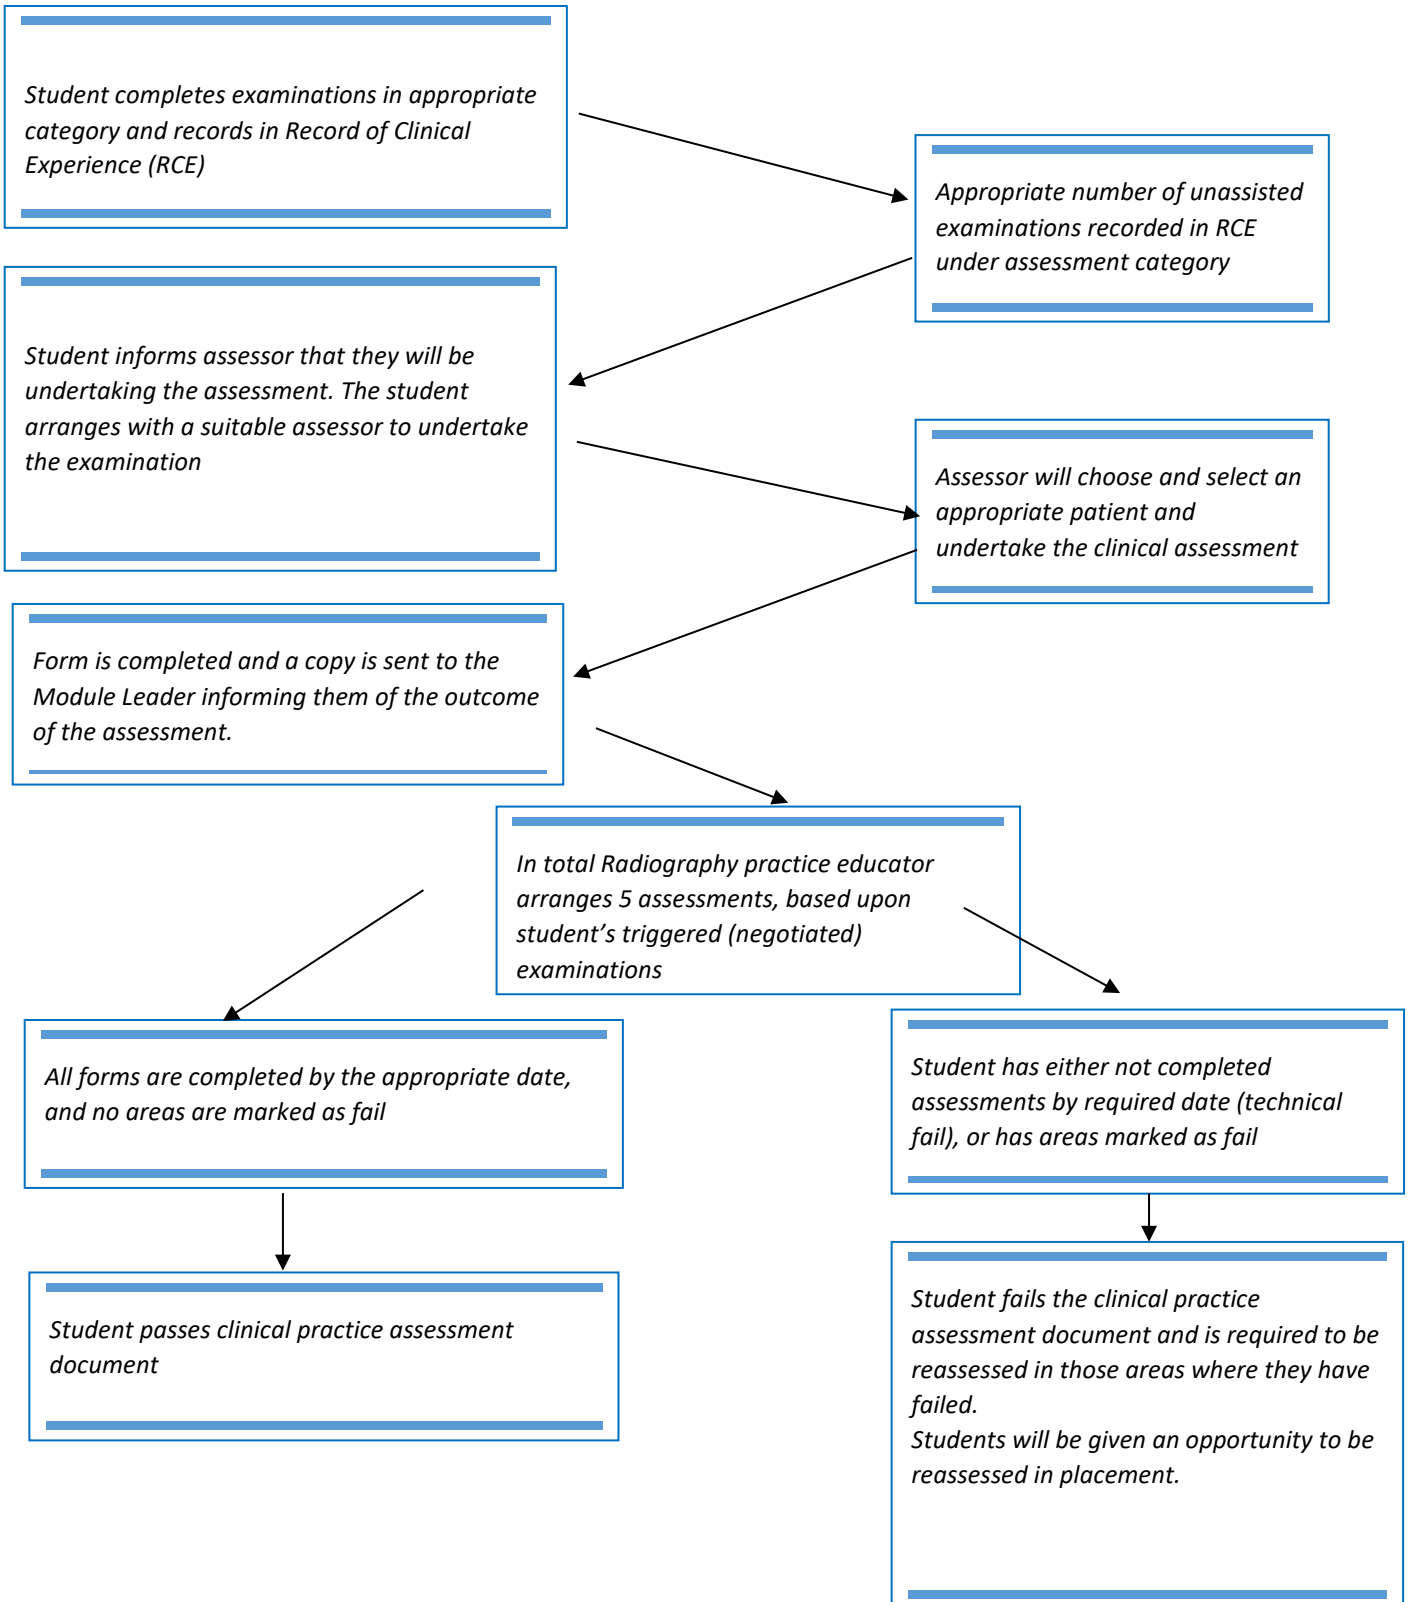 Student completes examinations in appropriate
category and records in Record of Clinical
Experience (RCE)
Appropriate number of unassisted
examinations recorded in RCE
under assessment category
Student informs assessor that they will be
undertaking the assessment. The student
arranges with a suitable assessor to undertake
the examination
Assessor will choose and select an
appropriate patient and
undertake the clinical assessment
Form is completed and a copy is sent to the
Module Leader informing them of the outcome
of the assessment.
In total Radiography practice educator
arranges 5 assessments, based upon
student’s triggered (negotiated)
examinations
All forms are completed by the appropriate date,
and no areas are marked as fail
Student has either not completed
assessments by required date (technical
fail), or has areas marked as fail
Student passes clinical practice assessment
document
Student fails the clinical practice
assessment document and is required to be
reassessed in those areas where they have
failed.
Students will be given an opportunity to be
reassessed in placement.